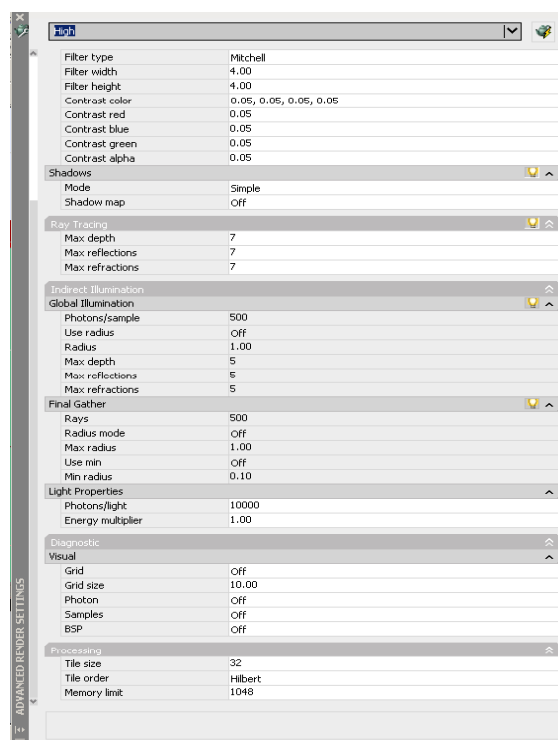 High
Filter type Mitchell
Filter width 4.00
Filter height 4.00
Contrast color 0.05, 0.05, 0.05, 0.05
Contrast red 0.05
Contrast blue 0.05
Contrast green 0.05
Contrast alpha 0.05
Shadows
Mode Simple
Shadow map Off
Ray Tracing
Max depth 7
Max reflections 7
Max refractions 7
Indirect Illumination
Global Illumination
Photons/sample 500
Use radius Off
Radius 1.00
Max depth 5
Max reflections 5
Max refractions 5
Final Gather
Rays 500
Radius mode Off
Max radius 1.00
Use min Off
Min radius 0.10
Light Properties
Photons/light 10000
Energy multiplier 1.00
Diagnostic
Visual
Grid Off
Grid size 10.00
Photon Off
Samples Off
BSP Off
Processing
Tile size 32
Tile order Hilbert
Memory limit 1048
ADVANCED RENDER SETTINGS